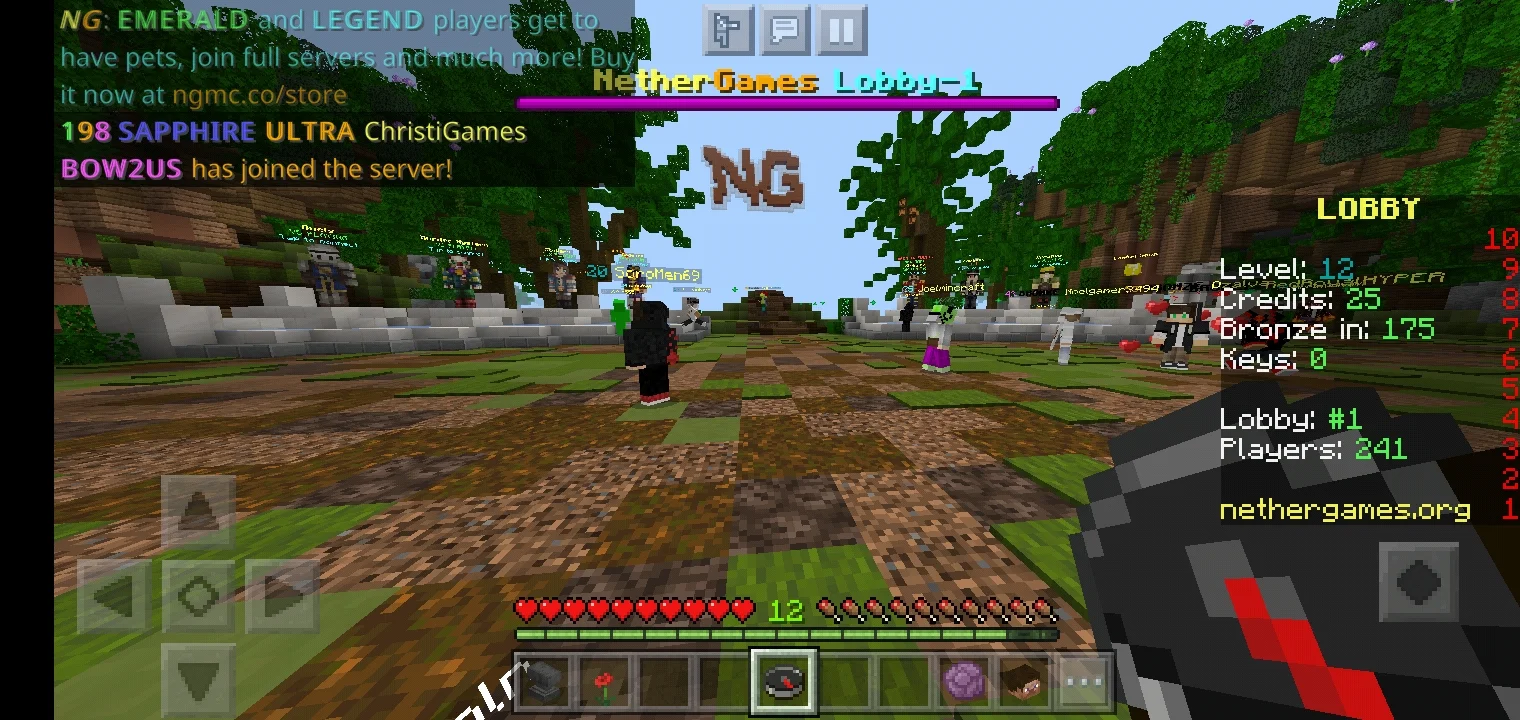 NG: EMERALD and LEGEND players get to
have pets, join full servers and much more! Buy
it now at ngmc.co/store
198 SAPPHIRE ULTRA ChristiGames
BOW2US has joined the server!
NetherGames Lobby-1
NG
LOBBY
10
Level: 12 9
Credits: 25 8
Bronze in: 175 7
Keys: 0 6
5
Lobby: #1 4
Players: 241 3
2
nethergames.org 1
30 SoroMen69
Joelmincraft
HYPER
12